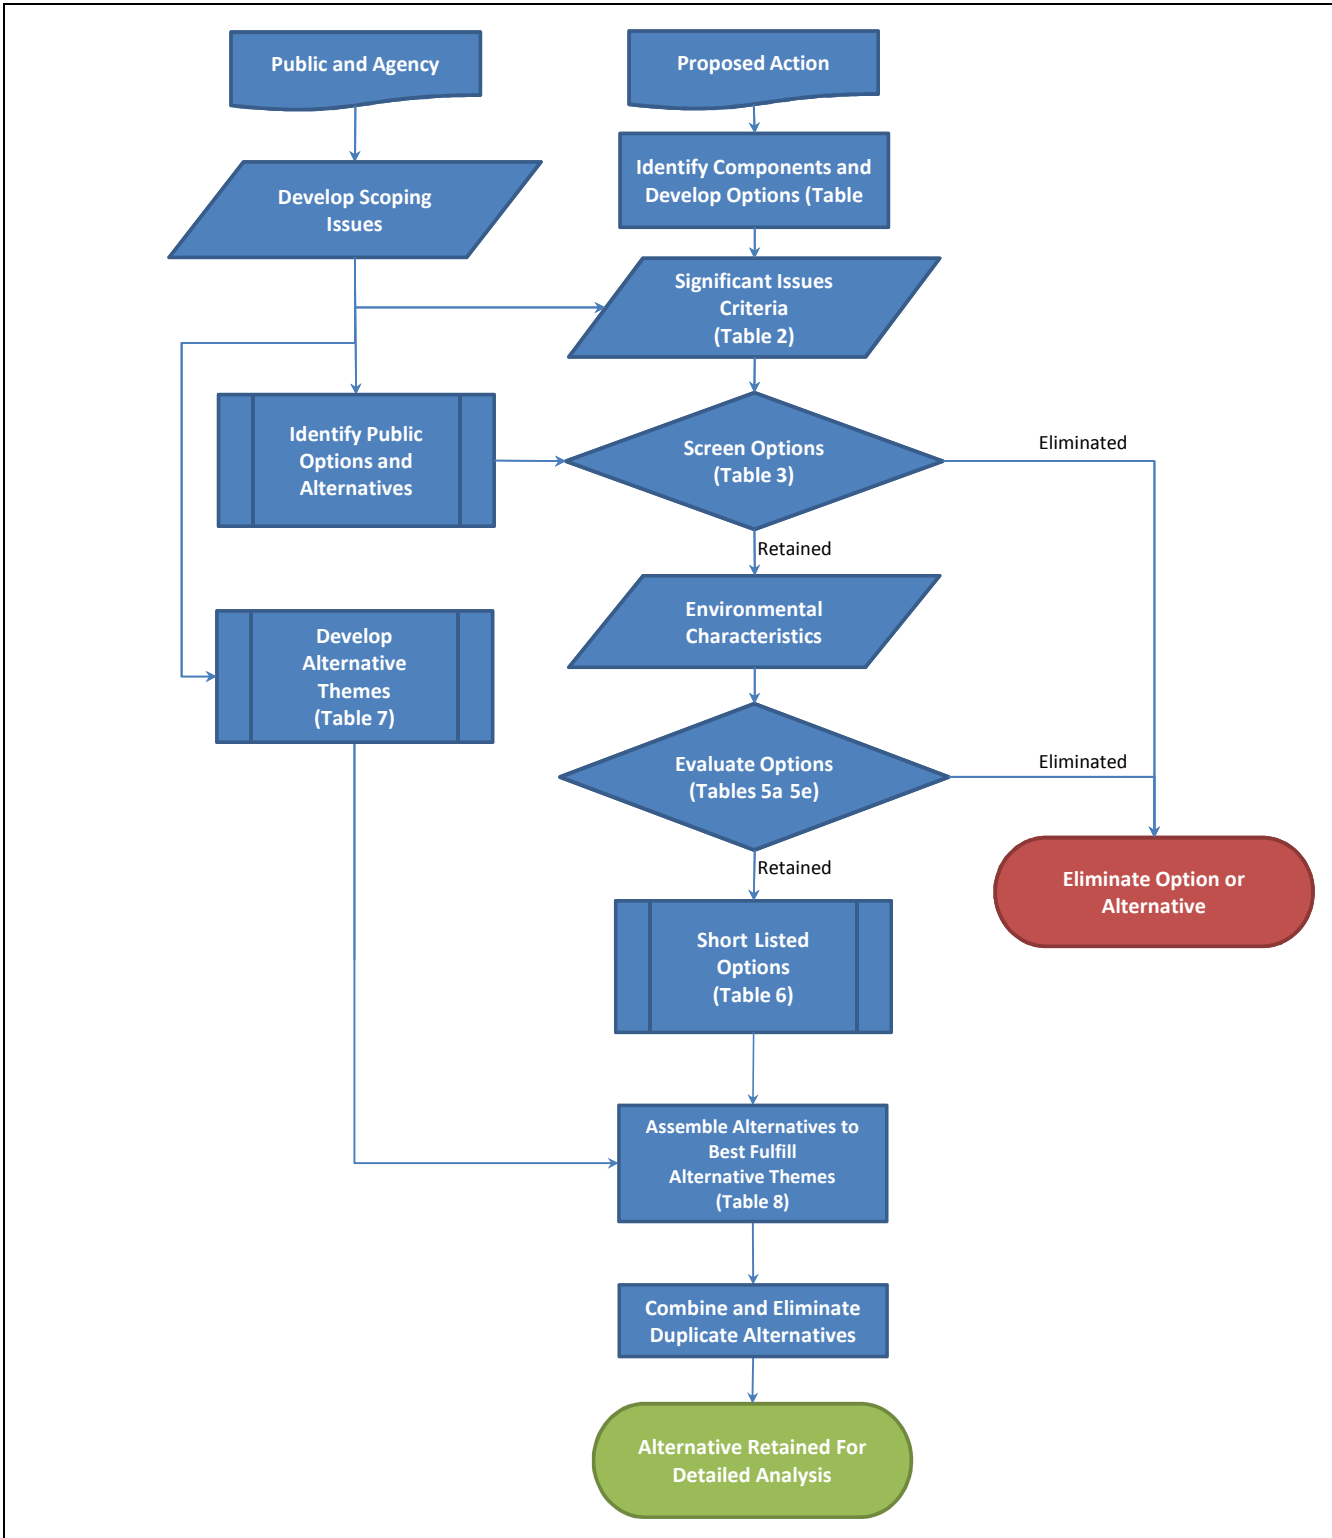 Public and Agency
Proposed Action
Identify Components and
Develop Options (Table
Develop Scoping
Issues
Significant Issues
Criteria
(Table 2)
Identify Public
Options and
Alternatives
Screen Options
(Table 3)
Eliminated
Retained
Environmental
Characteristics
Develop
Alternative
Themes
(Table 7)
Evaluate Options
(Tables 5a 5e)
Eliminated
Retained
Eliminate Option or
Alternative
Short Listed
Options
(Table 6)
Assemble Alternatives to
Best Fulfill
Alternative Themes
(Table 8)
Combine and Eliminate
Duplicate Alternatives
Alternative Retained For
Detailed Analysis